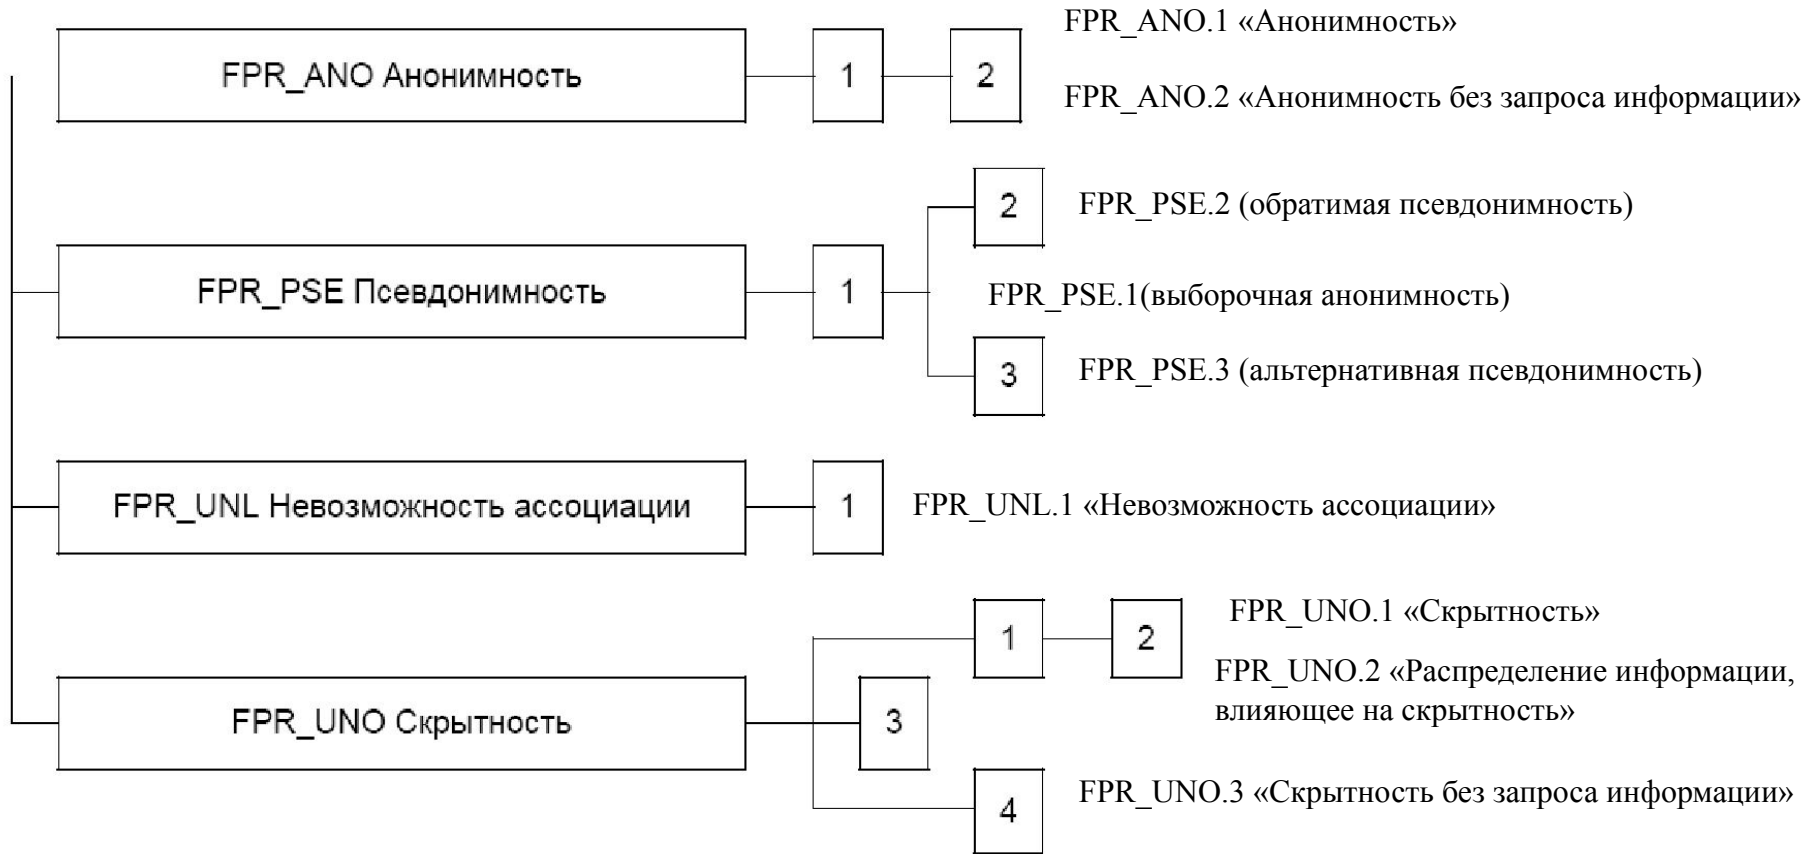 FPR_ANO Анонимность
1
2
FPR_ANO.1 «Анонимность»
FPR_ANO.2 «Анонимность без запроса информации»
FPR_PSE Псевдонимность
1
2
FPR_PSE.2 (обратимая псевдонимность)
FPR_PSE.1(выборочная анонимность)
3
FPR_PSE.3 (альтернативная псевдонимность)
FPR_UNL Невозможность ассоциации
1
FPR_UNL.1 «Невозможность ассоциации»
FPR_UNO Скрытность
1
2
FPR_UNO.1 «Скрытность»
FPR_UNO.2 «Распределение информации,
влияющее на скрытность»
3
4
FPR_UNO.3 «Скрытность без запроса информации»